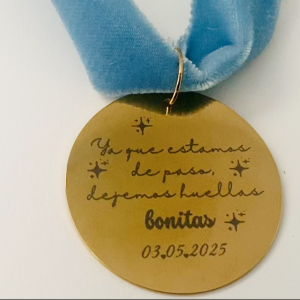 Ya que estamos
de paso,
dejemos huellas
bonitas
03.05.2025